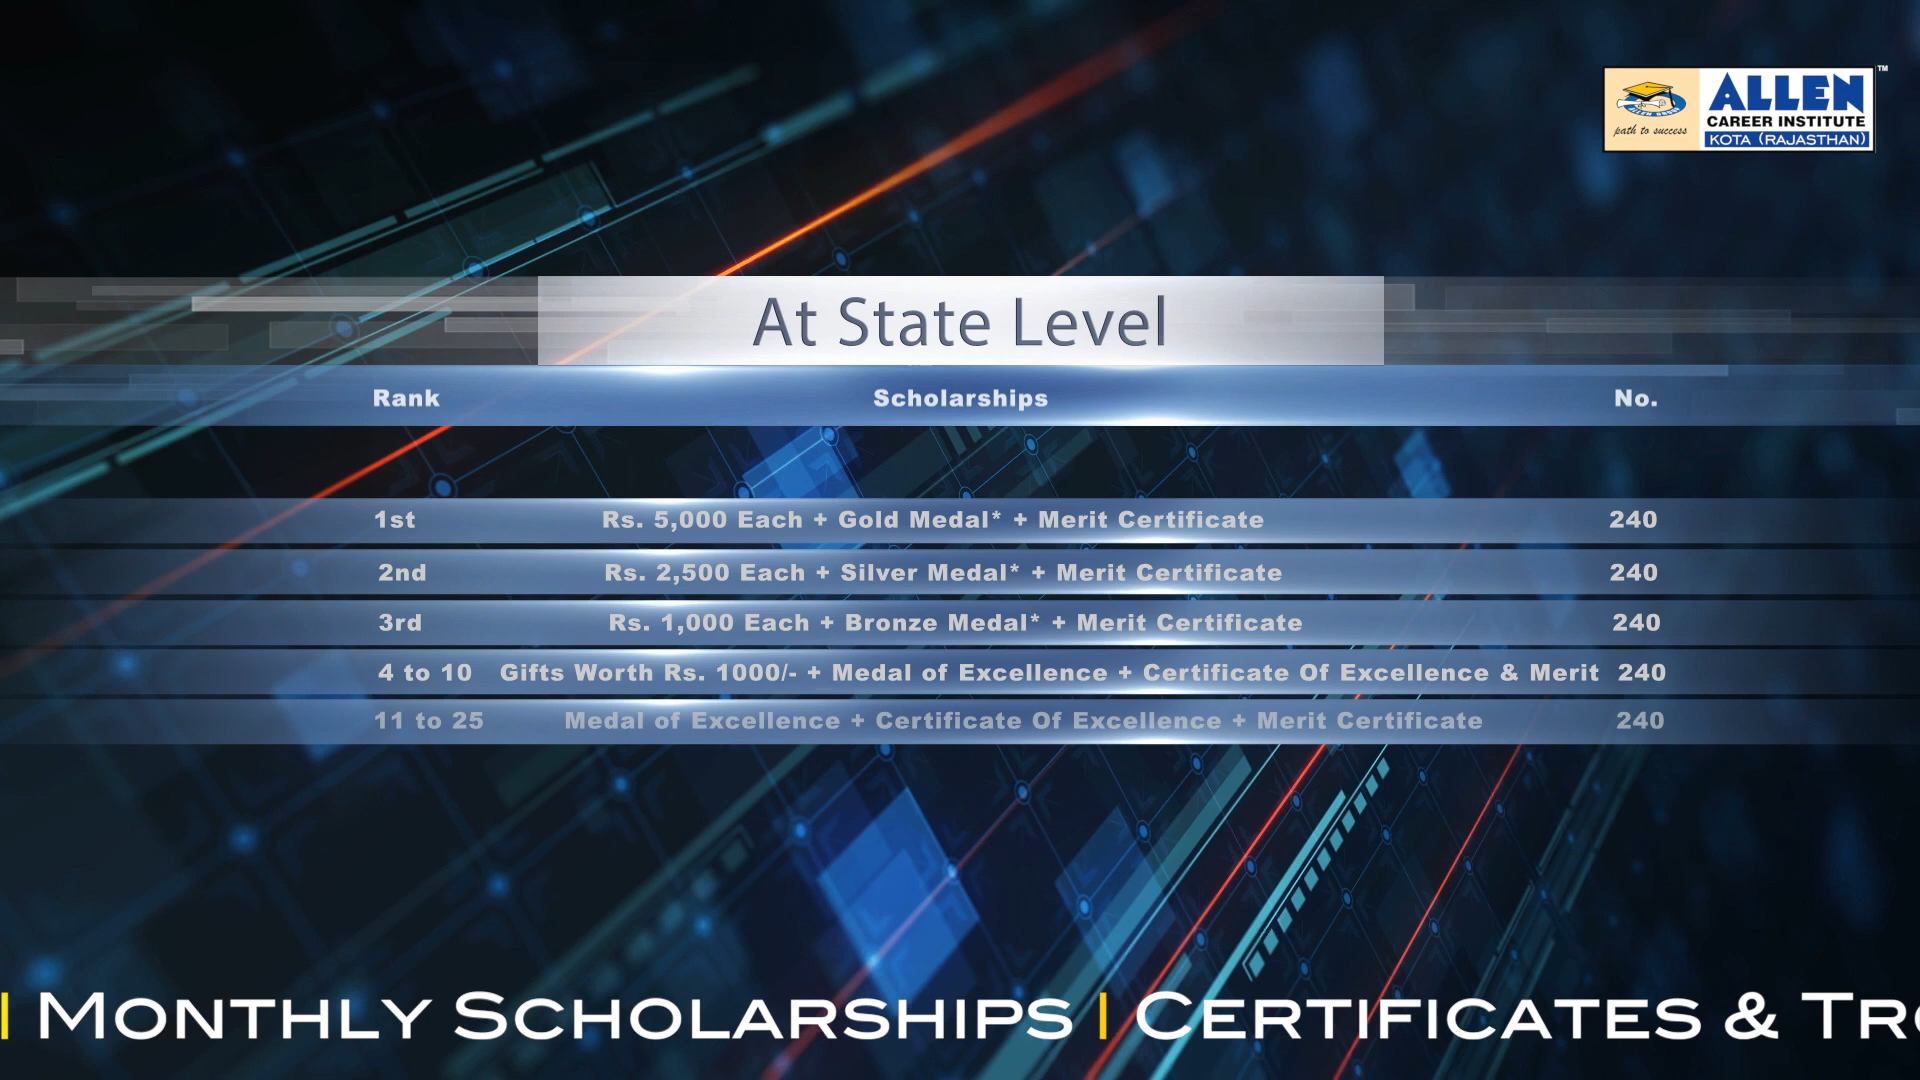 TM
ALLEN
CAREER INSTITUTE
KOTA (RAJASTHAN)
path to success
At State Level
Rank Scholarships No.
1st Rs. 5,000 Each + Gold Medal* + Merit Certificate 240
2nd Rs. 2,500 Each + Silver Medal* + Merit Certificate 240
3rd Rs. 1,000 Each + Bronze Medal* + Merit Certificate 240
4 to 10 Gifts Worth Rs. 1000/- + Medal of Excellence + Certificate Of Excellence & Merit 240
11 to 25 Medal of Excellence + Certificate Of Excellence + Merit Certificate 240
| MONTHLY SCHOLARSHIPS | CERTIFICATES &